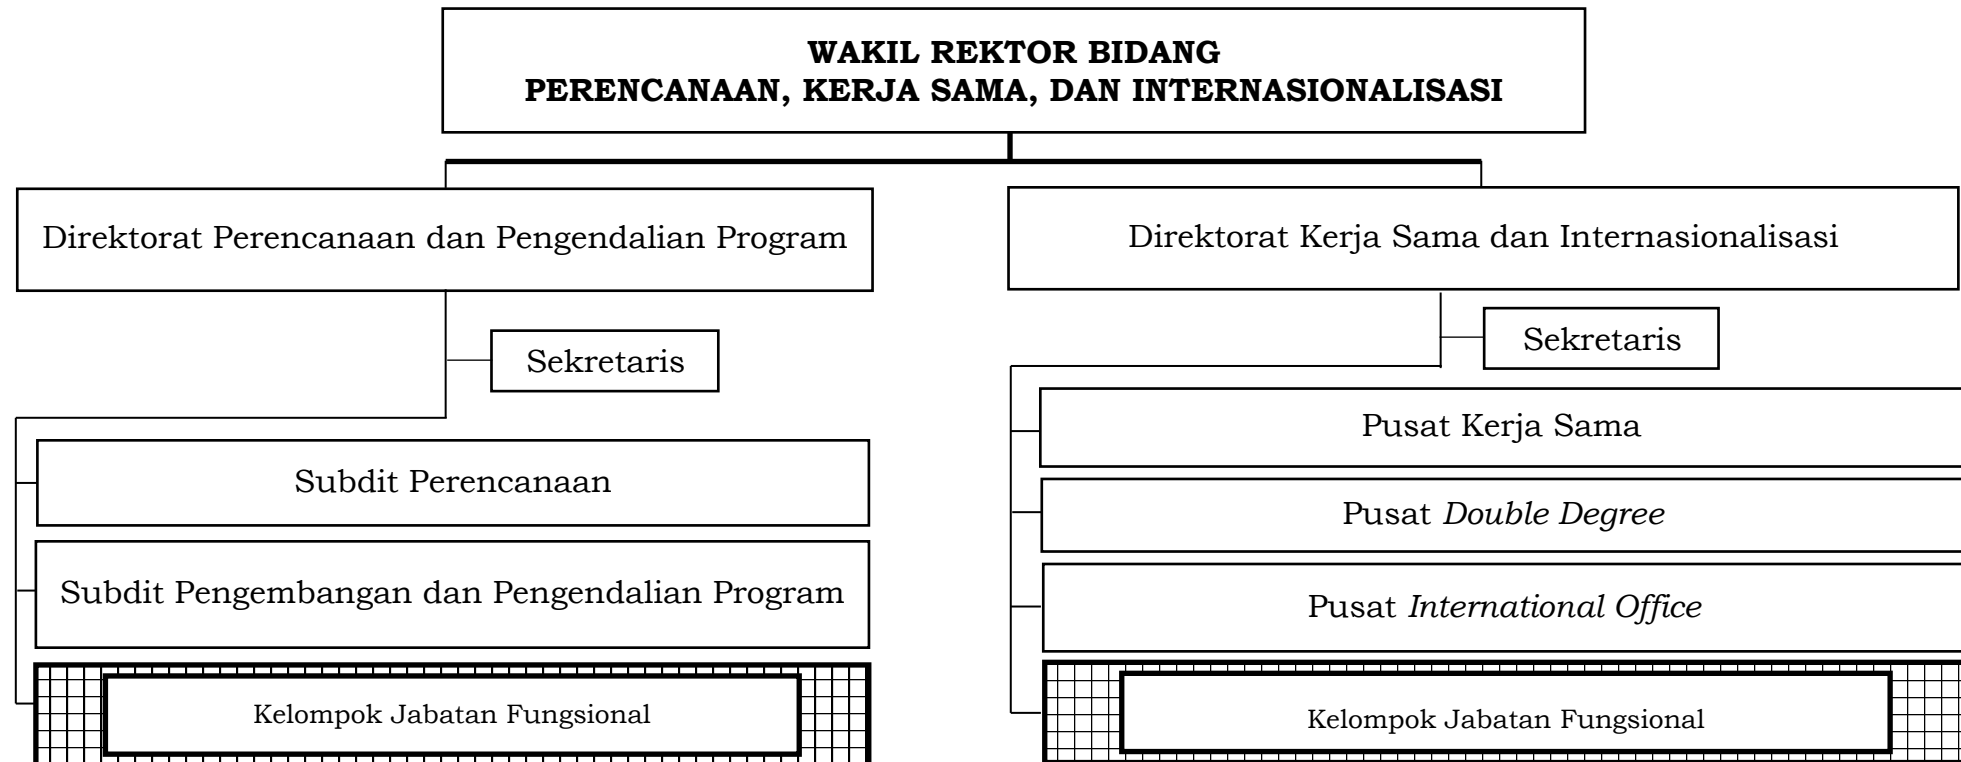 WAKIL REKTOR BIDANG
PERENCANAAN, KERJA SAMA, DAN INTERNASIONALISASI
Direktorat Perencanaan dan Pengendalian Program
Sekretaris
Subdit Perencanaan
Subdit Pengembangan dan Pengendalian Program
Kelompok Jabatan Fungsional
Direktorat Kerja Sama dan Internasionalisasi
Sekretaris
Pusat Kerja Sama
Pusat Double Degree
Pusat International Office
Kelompok Jabatan Fungsional